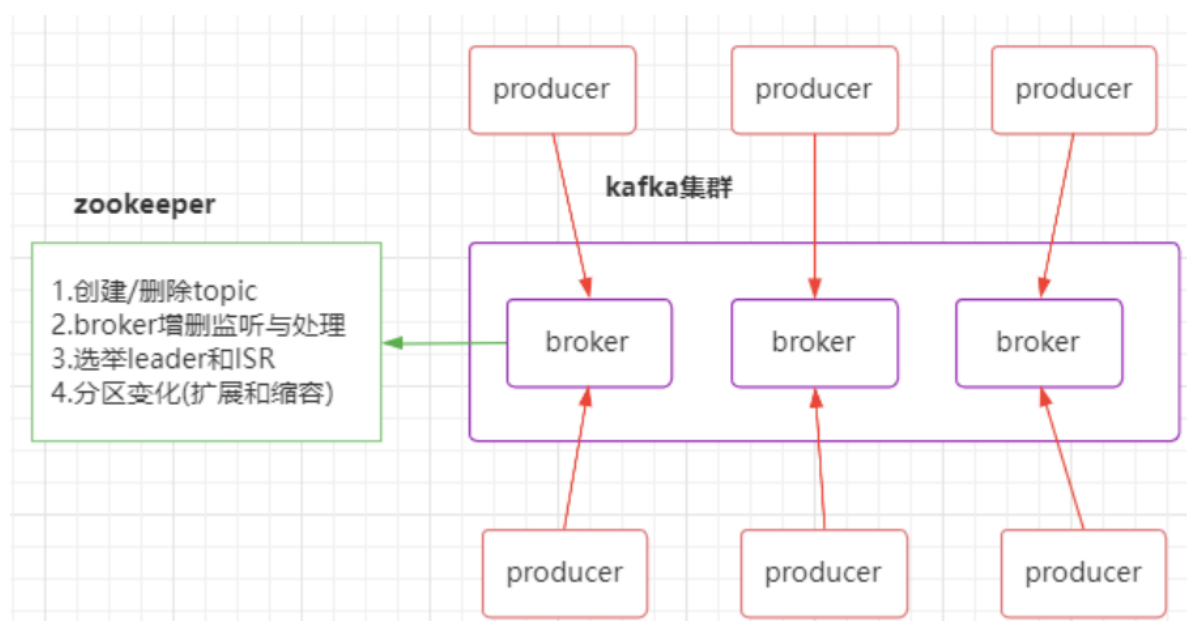 producer
producer
producer
kafka集群
zookeeper
1.创建/删除topic
2.broker增删监听与处理
3.选举leader和ISR
4.分区变化(扩展和缩容)
broker
broker
broker
producer
producer
producer